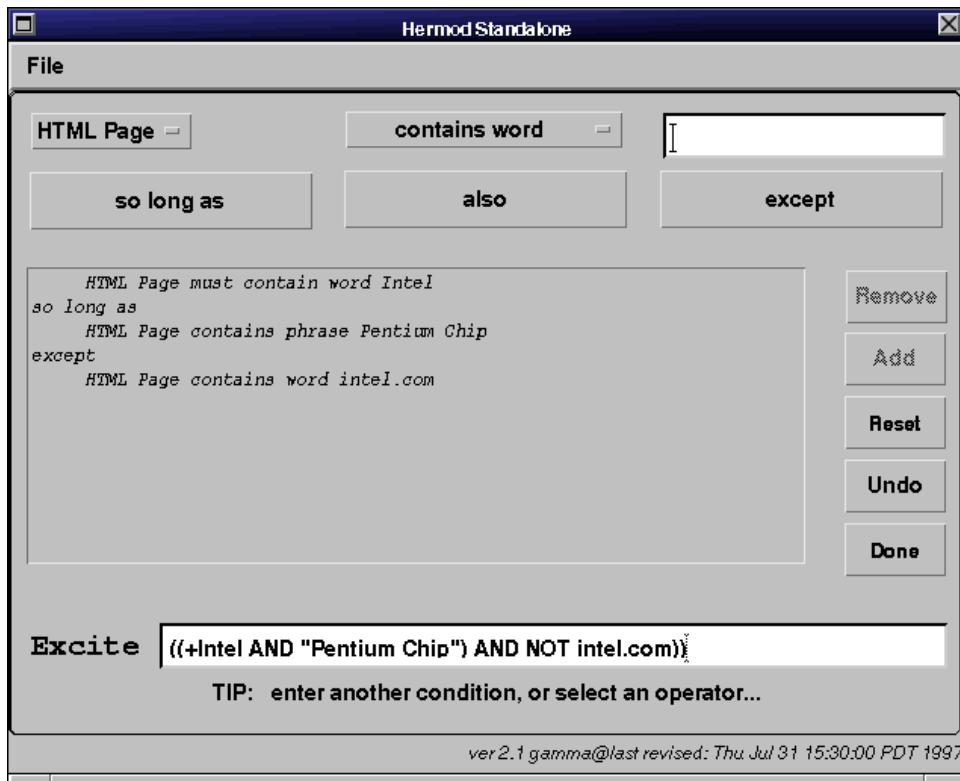 Hermod Standalone
File
HTML Page
contains word
so long as
also
except
HTML Page must contain word Intel
so long as
HTML Page contains phrase Pentium Chip
except
HTML Page contains word intel.com
Remove
Add
Reset
Undo
Done
Excite
((+Intel AND "Pentium Chip") AND NOT intel.com))
TIP: enter another condition, or select an operator...
ver 2.1 gamma@last revised: Thu Jul 31 15:30:00 PDT 1997